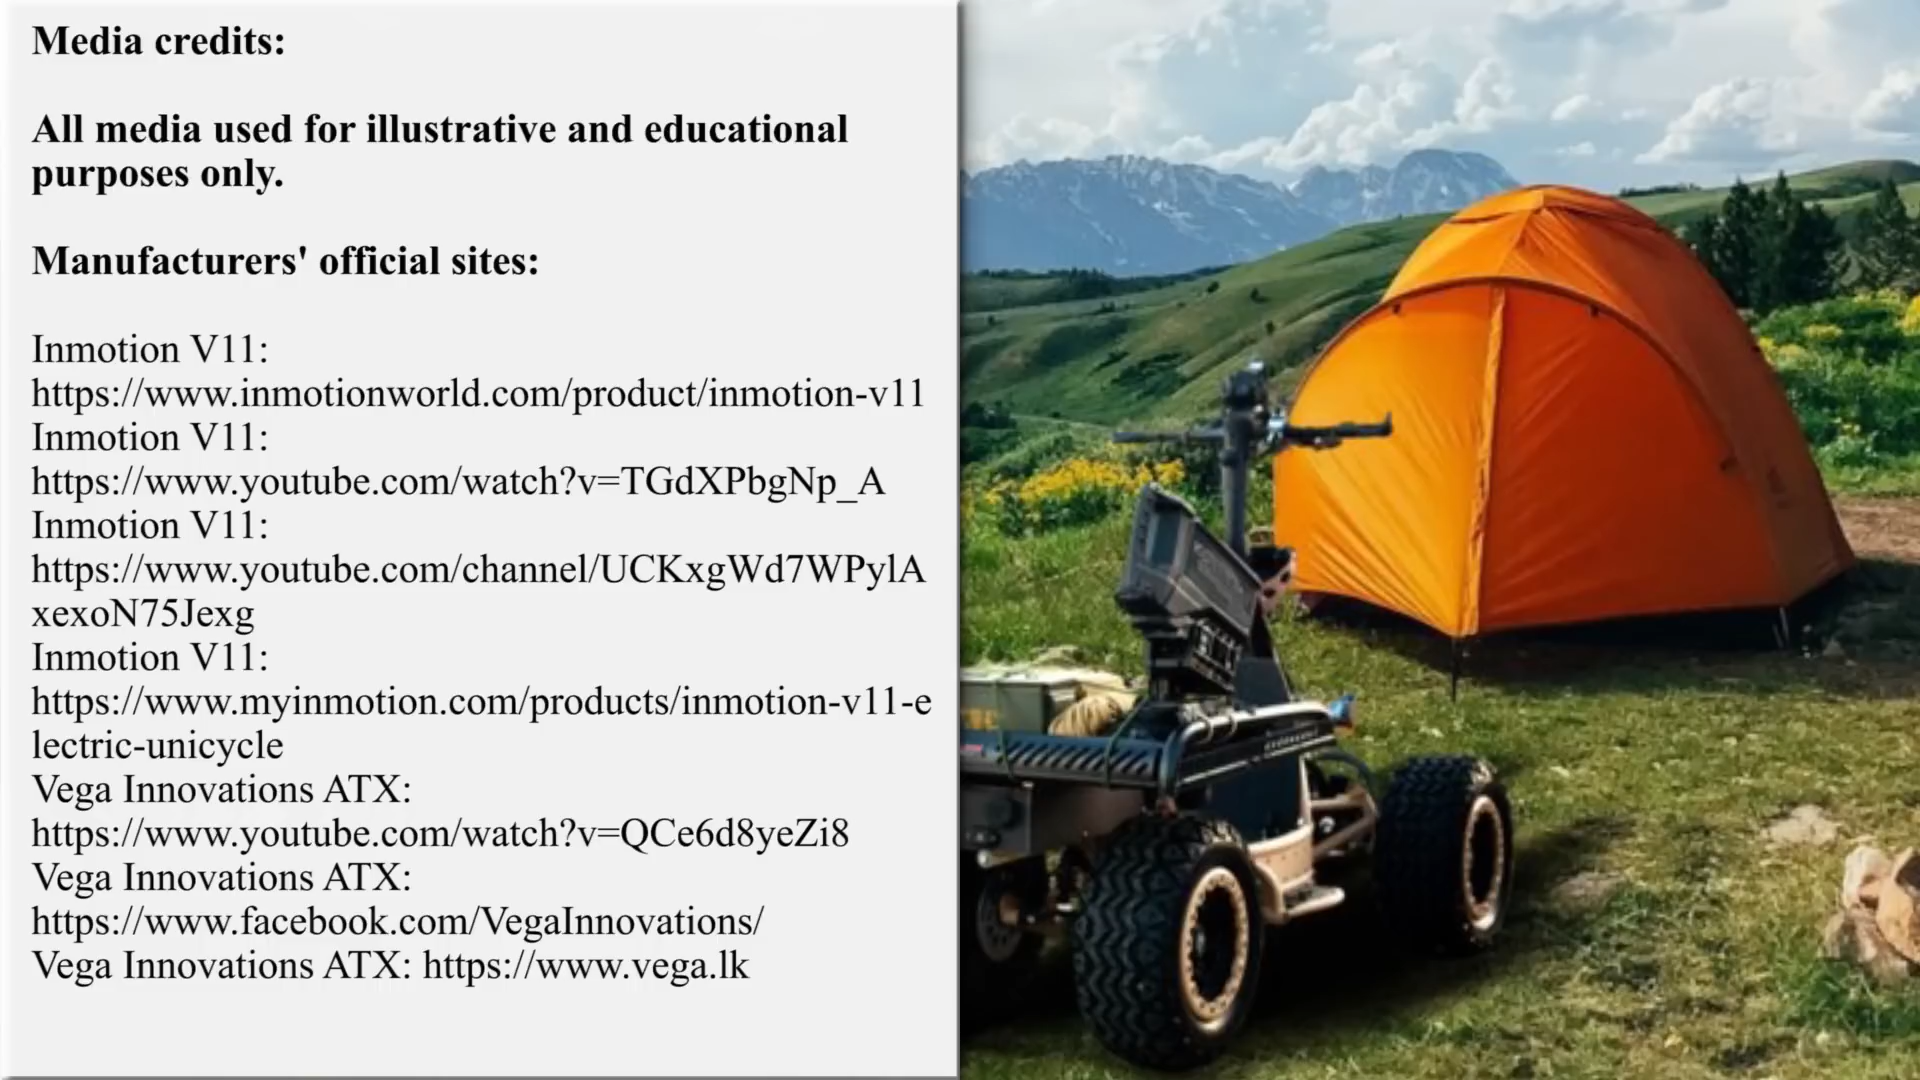 Media credits:
All media used for illustrative and educational
purposes only.
Manufacturers' official sites:
Inmotion V11:
https://www.inmotionworld.com/product/inmotion-v11
Inmotion V11:
https://www.youtube.com/watch?v=TGdXPbgNp_A
Inmotion V11:
https://www.youtube.com/channel/UCKxgWd7WPylA
xexoN75Jexg
Inmotion V11:
https://www.myinmotion.com/products/inmotion-v11-e
lectric-unicycle
Vega Innovations ATX:
https://www.youtube.com/watch?v=QCe6d8yeZi8
Vega Innovations ATX:
https://www.facebook.com/VegaInnovations/
Vega Innovations ATX: https://www.vega.lk